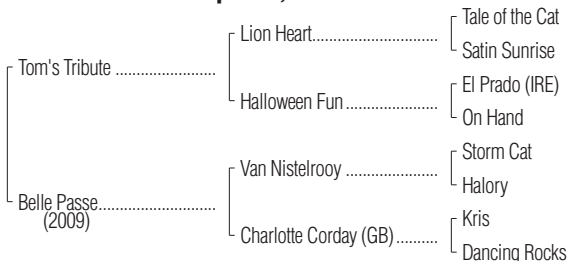 Tale of the Cat
Lion Heart..............................
Satin Sunrise
Tom's Tribute ........................
El Prado (IRE)
Halloween Fun ......................
On Hand
Storm Cat
Van Nistelrooy ......................
Halory
Belle Passe............................
(2009)
Kris
Charlotte Corday (GB)..........
Dancing Rocks